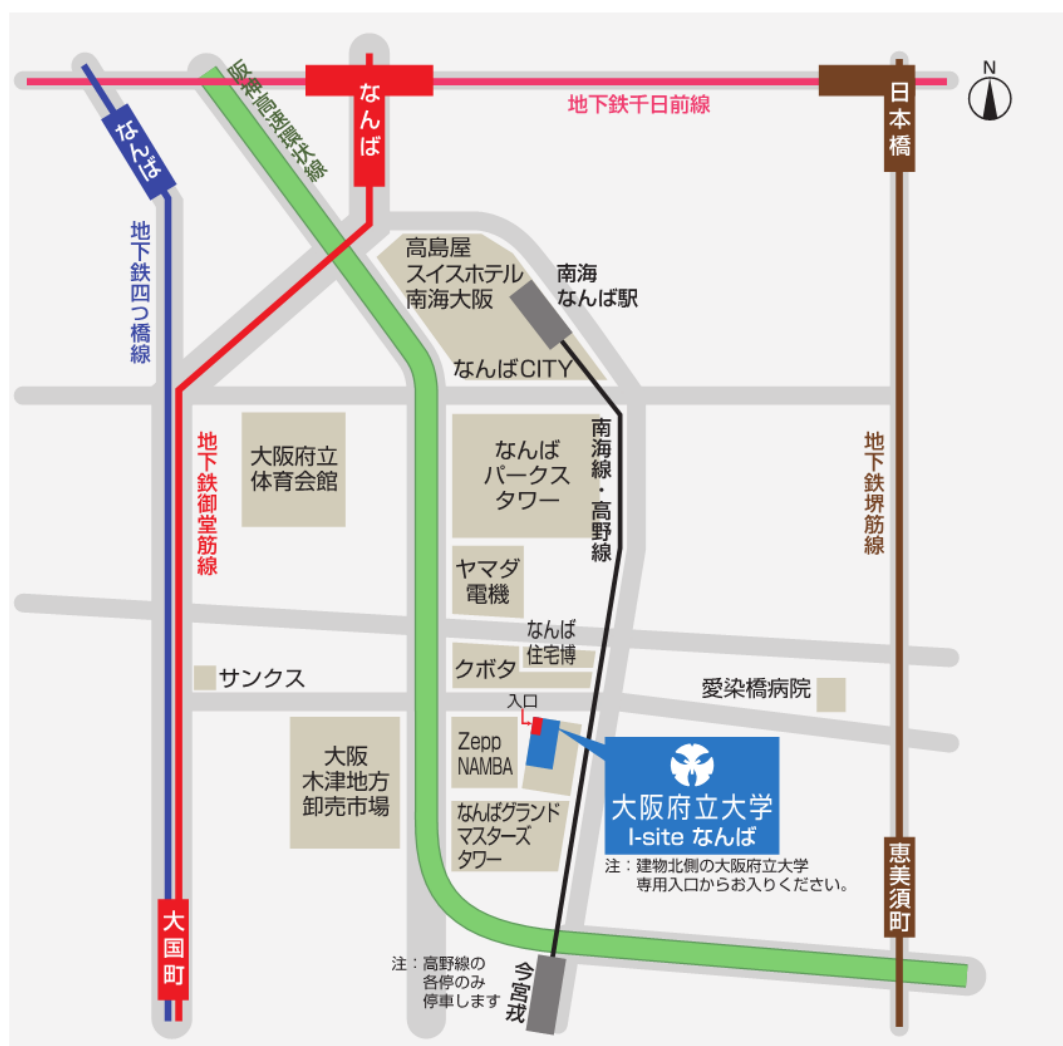 N
なんば
阪神高速環状線
なんば
地下鉄千日前線
日本橋
地下鉄四つ橋線
高島屋
スイスホテル
南海大阪
南海
なんば駅
なんばCITY
地下鉄御堂筋線
大阪府立
体育会館
なんば
パークス
タワー
南海線・高野線
地下鉄堺筋線
ヤマダ
電機
なんば
住宅博
クボタ
サンクス
愛染橋病院
入口
大阪
木津地方
卸売市場
Zepp
NAMBA
大阪府立大学
I-site なんば
なんばグランド
マスターズ
タワー
注：建物北側の大阪府立大学
専用入口からお入りください。
恵美須町
大国町
注：高野線の
各停のみ
停車します
今宮戎